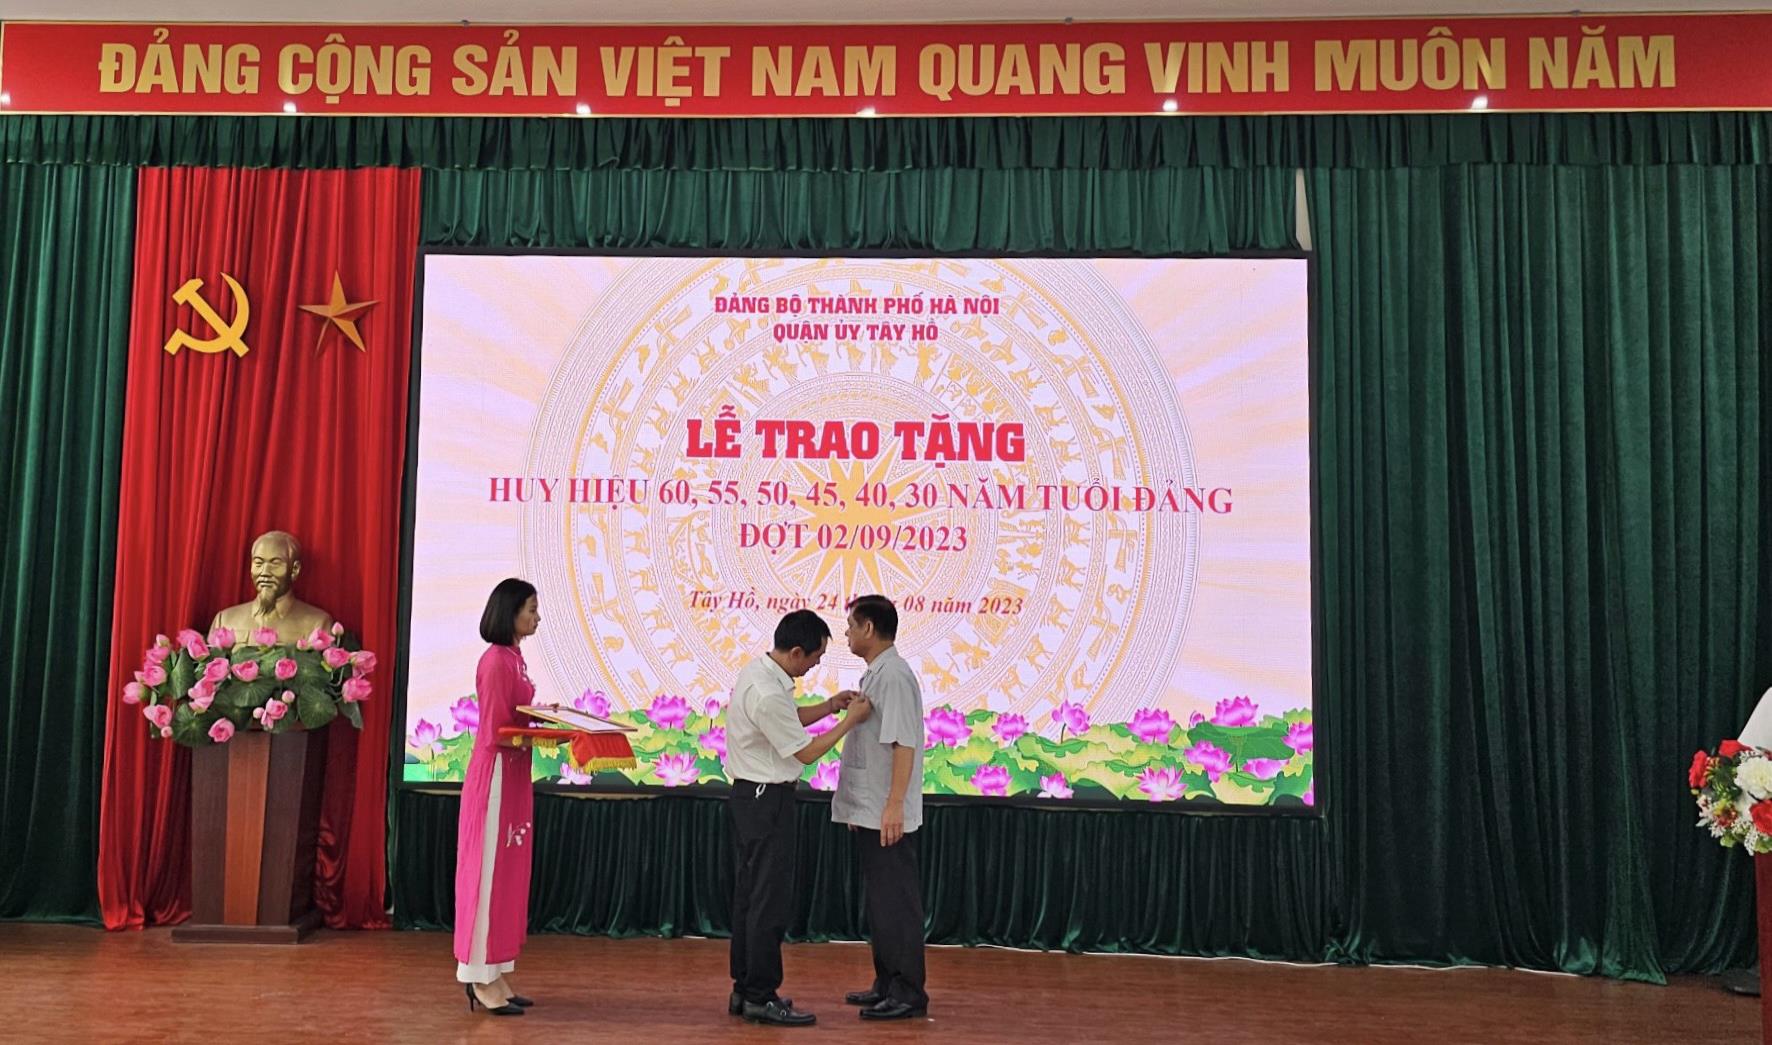 ĐẢNG CỘNG SẢN VIỆT NAM QUANG VINH MUÔN NĂM
ĐẢNG BỘ THÀNH PHỐ HÀ NỘI
QUẬN ỦY TÂY HỒ
LỄ TRAO TẶNG
HUY HIỆU 60, 55, 50, 45, 40, 30 NĂM TUỔI ĐẢNG
ĐỢT 02/09/2023
Tây Hồ, ngày 24 08 năm 2023